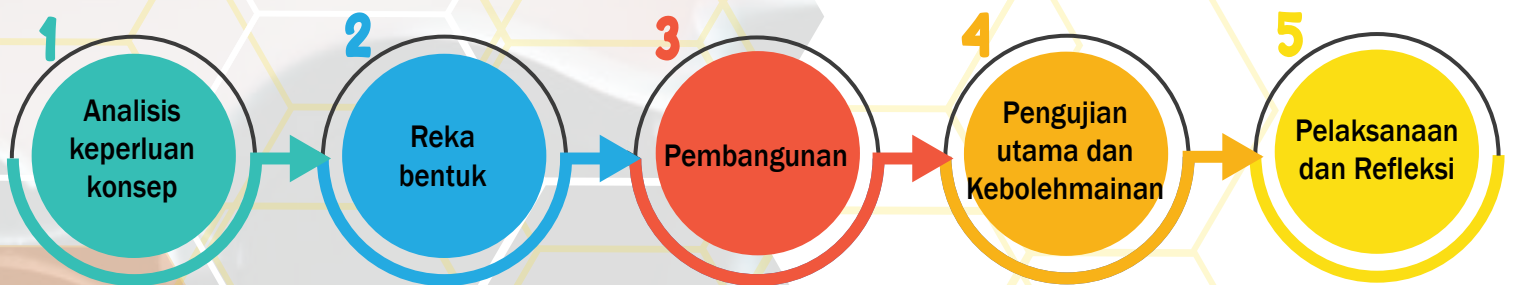 1
Analisis
keperluan
konsep
2
Reka
bentuk
3
Pembangunan
4
Pengujian
utama dan
Kebolehmainan
5
Pelaksanaan
dan Refleksi